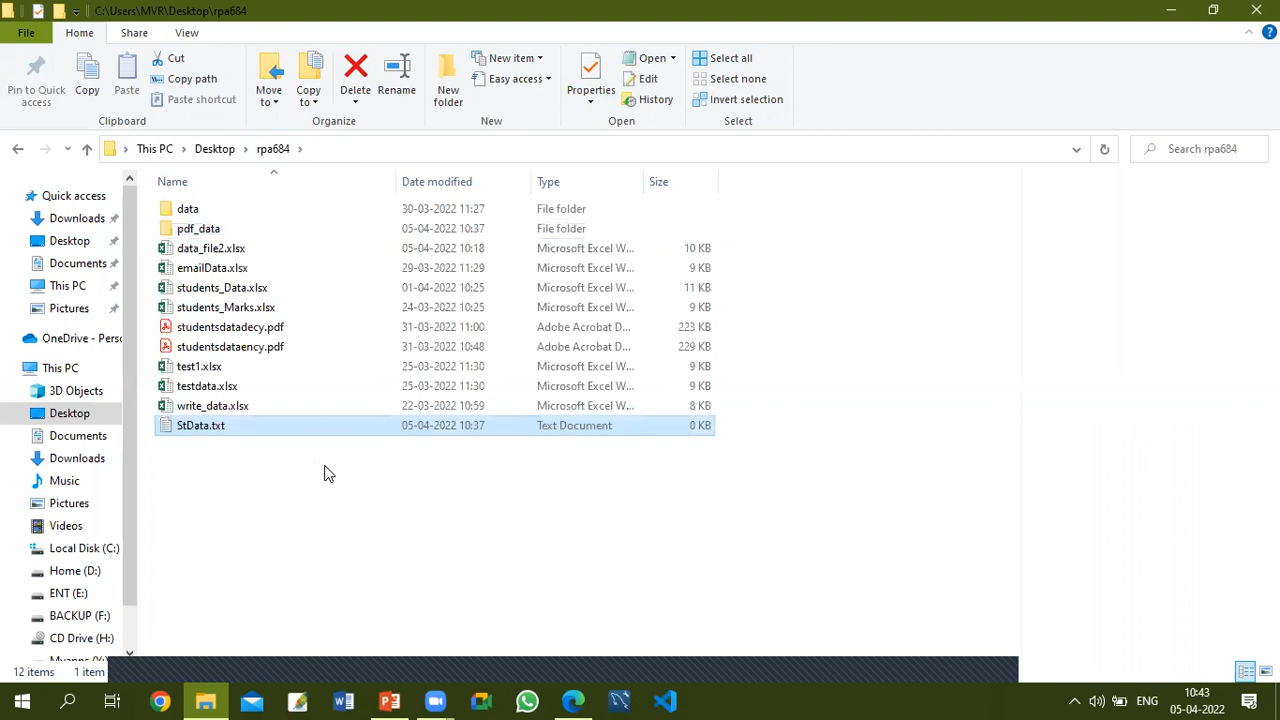 C:\Users\MVR\Desktop\rpa684
File Home Share View
Pin to Quick access
Copy
Paste
Cut
Copy path
Paste shortcut
Clipboard
Move to
Copy to
Delete
Rename
Organize
New folder
New item
Easy access
New
Properties
Open
Edit
History
Open
Select all
Select none
Invert selection
Select
This PC > Desktop > rpa684 >
Search rpa684
Quick access
Downloads
Desktop
Documents
This PC
Pictures
OneDrive - Perso
This PC
3D Objects
Desktop
Documents
Downloads
Music
Pictures
Videos
Local Disk (C:)
Home (D:)
ENT (E:)
BACKUP (F:)
CD Drive (H:)
Name Date modified Type Size
data 30-03-2022 11:27 File folder
pdf_data 05-04-2022 10:37 File folder
data_file2.xlsx 05-04-2022 10:18 Microsoft Excel W... 10 KB
emailData.xlsx 29-03-2022 11:29 Microsoft Excel W... 9 KB
students_Data.xlsx 01-04-2022 10:25 Microsoft Excel W... 11 KB
students_Marks.xlsx 24-03-2022 10:25 Microsoft Excel W... 9 KB
studentsdatadecy.pdf 31-03-2022 11:00 Adobe Acrobat D... 223 KB
studentsdataency.pdf 31-03-2022 10:48 Adobe Acrobat D... 229 KB
test1.xlsx 25-03-2022 11:30 Microsoft Excel W... 9 KB
testdata.xlsx 25-03-2022 11:30 Microsoft Excel W... 9 KB
write_data.xlsx 22-03-2022 10:59 Microsoft Excel W... 8 KB
StData.txt 05-04-2022 10:37 Text Document 0 KB
12 items 1 item
ENG
10:43
05-04-2022